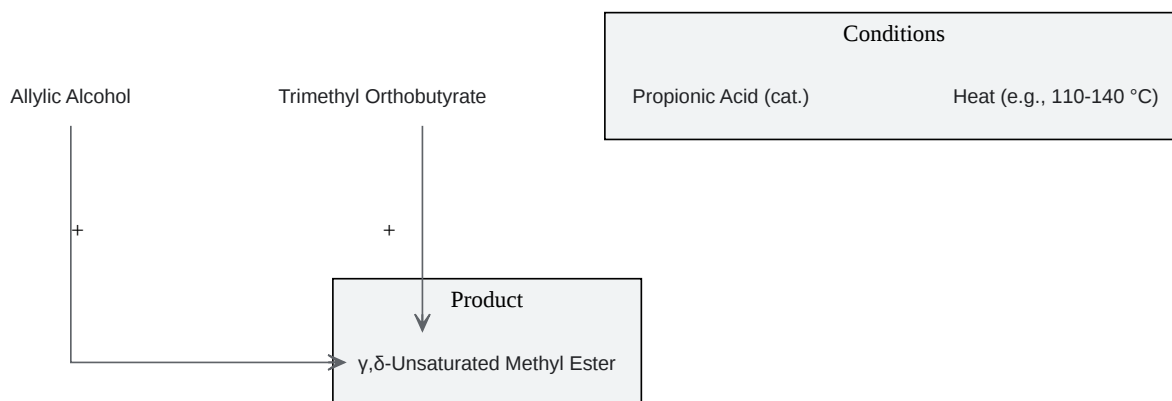 Conditions
Allylic Alcohol
Trimethyl Orthobutyrate
Propionic Acid (cat.)
Heat (e.g., 110-140 °C)
+
+
Product
γ,δ-Unsaturated Methyl Ester